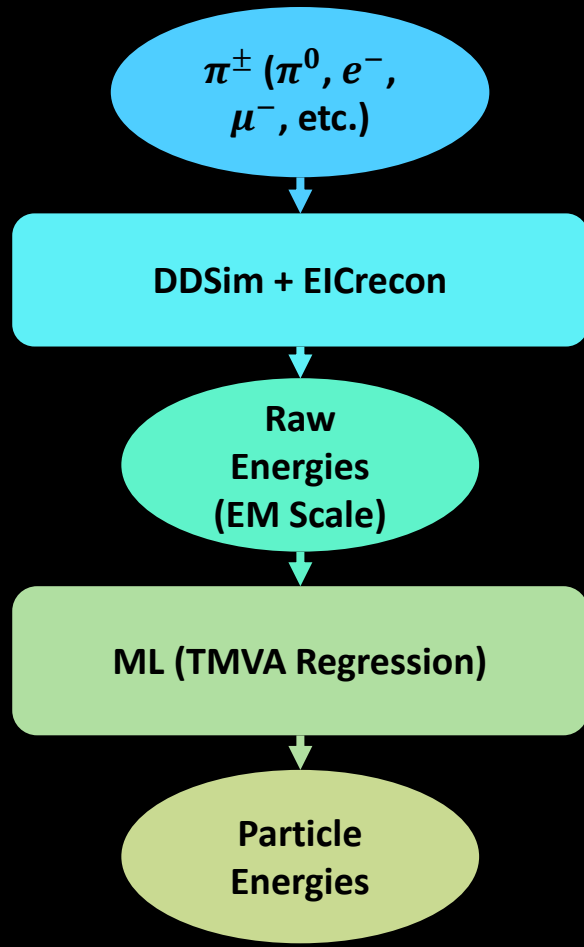 π± (π⁰, e⁻,
μ⁻, etc.)
DDSim + EICrecon
Raw
Energies
(EM Scale)
ML (TMVA Regression)
Particle
Energies